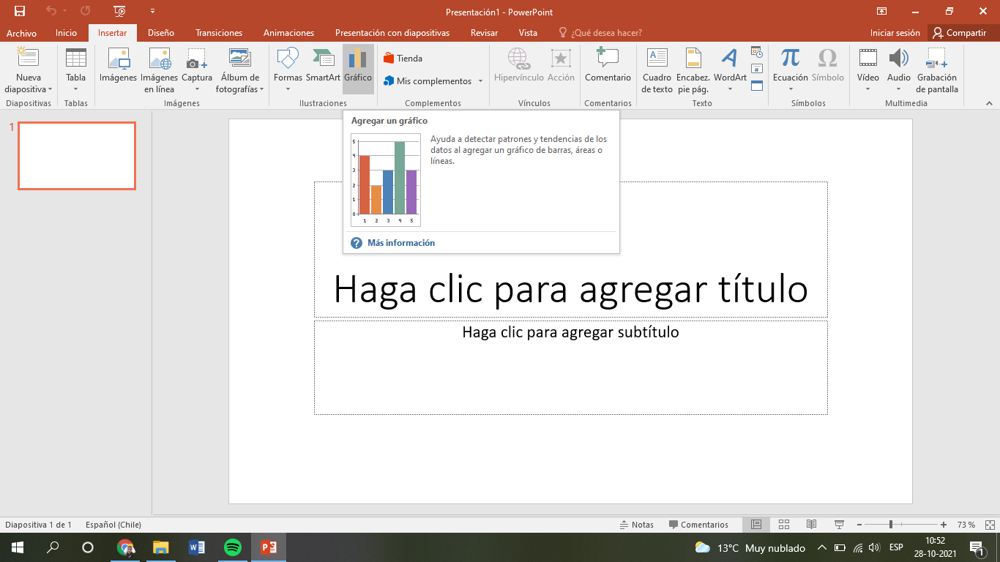 Presentación1 - PowerPoint
Archivo Inicio Insertar Diseño Transiciones Animaciones Presentación con diapositivas Revisar Vista ¿Qué desea hacer? Iniciar sesión Compartir
Nueva diapositiva
Tabla
Imágenes
Imágenes en línea
Captura
Álbum de fotografías
Formas
SmartArt
Gráfico
Tienda
Mis complementos
Hipervínculo
Acción
Comentario
Cuadro de texto
Encabez. pie pág.
WordArt
Ecuación
Símbolo
Vídeo
Audio
Grabación de pantalla
Diapositivas Tablas Imágenes Ilustraciones Complementos Vínculos Comentarios Texto Símbolos Multimedia
1
Agregar un gráfico
Ayuda a detectar patrones y tendencias de los
datos al agregar un gráfico de barras, áreas o
líneas.
5
4
3
2
1
0
1 2 3 4 5
Más información
Haga clic para agregar título
Haga clic para agregar subtítulo
Diapositiva 1 de 1 Español (Chile) Notas Comentarios 73 %
13°C Muy nublado ESP 10:52
28-10-2021
1